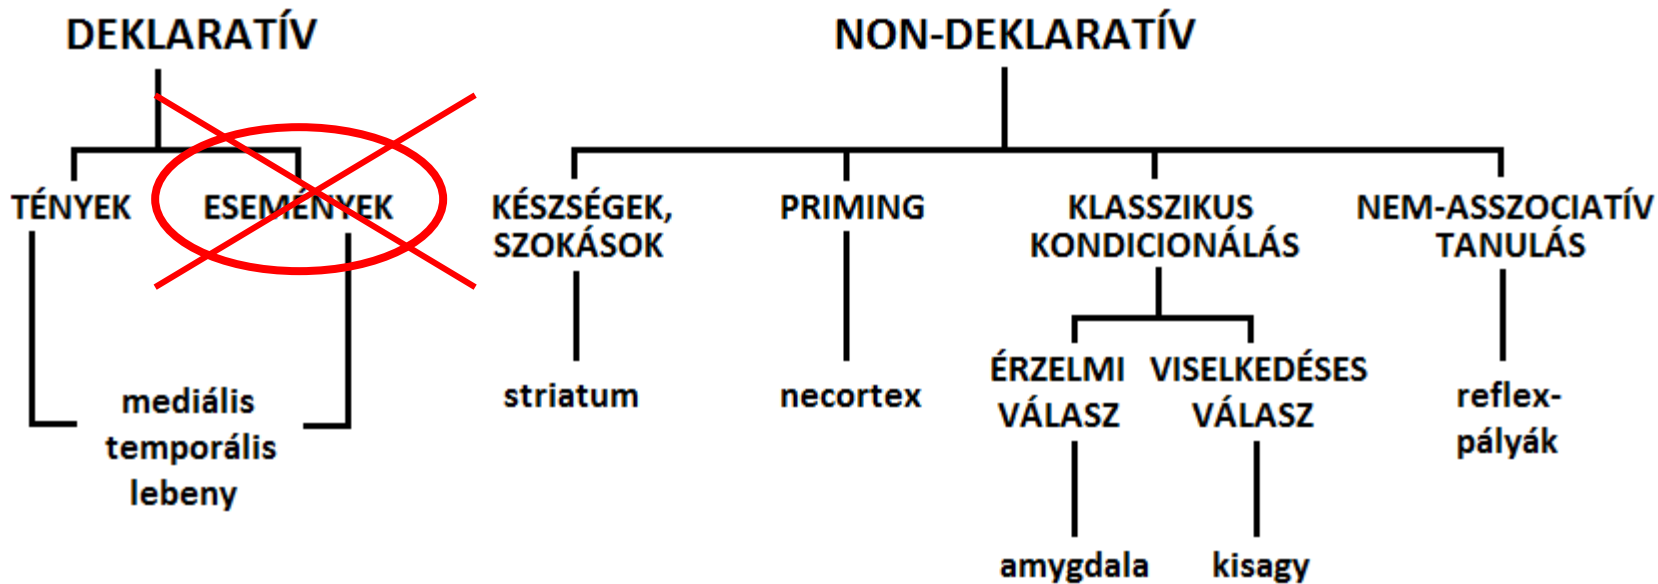 DEKLARATÍV
NON-DEKLARATÍV
TÉNYEK
ESEMÉNYEK
KÉSZSÉGEK,
SZOKÁSOK
PRIMING
KLASSZIKUS
KONDICIONÁLÁS
NEM-ASSZOCIATÍV
TANULÁS
mediális
temporális
lebeny
striatum
necortex
ÉRZELMI
VÁLASZ
VISELKEDÉSES
VÁLASZ
reflex-
pályák
amygdala
kisagy